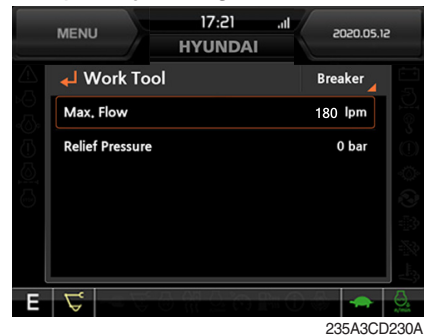 MENU
17:21
2020.05.12
HYUNDAI
Work Tool
Breaker
Max. Flow
180 lpm
Relief Pressure
0 bar
E
235A3CD230A